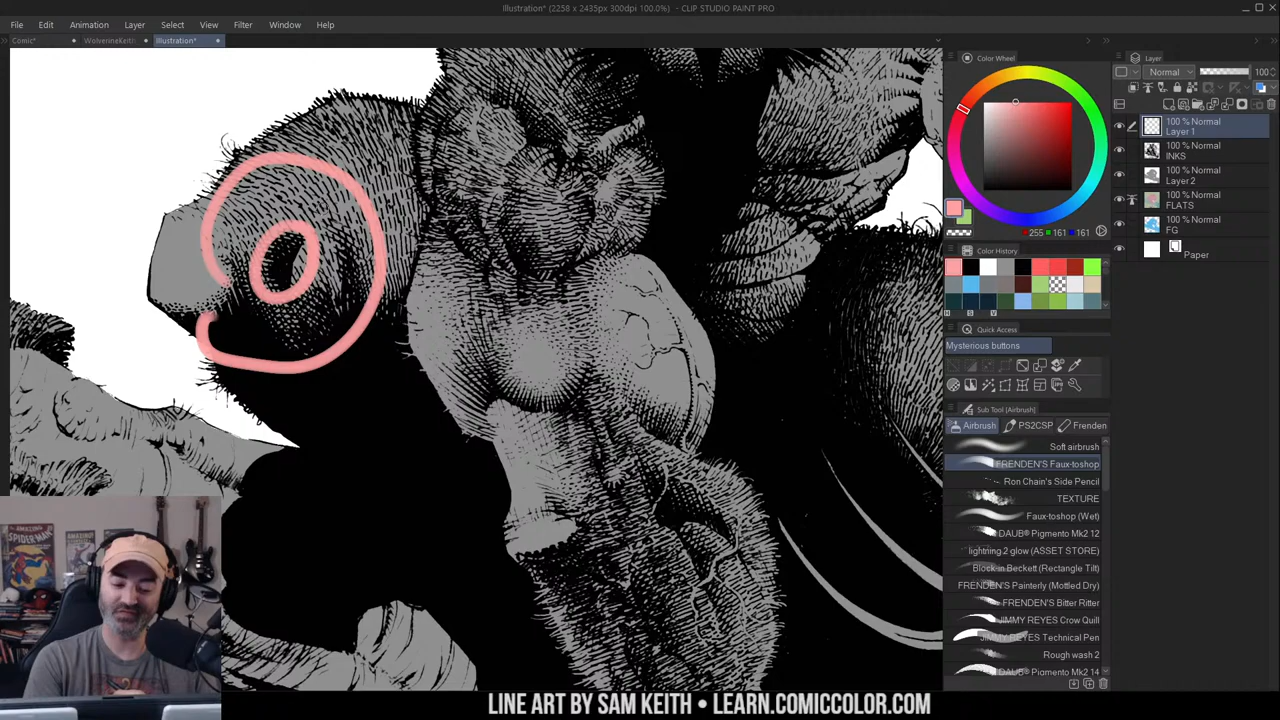 Illustration* (2258 x 2435px 300dpi 100.0%) - CLIP STUDIO PAINT PRO
File Edit Animation Layer Select View Filter Window Help
Comic* WolverineKeith Illustration*
Color Wheel
255 161 161
Color History
Quick Access
Mysterious buttons
Sub Tool [Airbrush]
Airbrush PS2CSP Frenden
Soft airbrush
FRENDEN'S Faux-toshop
Ron Chain's Side Pencil
TEXTURE
Faux-toshop (Wet)
DAUB® Pigmento Mk2 12
lightning 2 glow (ASSET STORE)
Block-in Beckett (Rectangle Tilt)
FRENDEN'S Painterly (Mottled Dry)
FRENDEN'S Bitter Ritter
JIMMY REYES Crow Quill
JIMMY REYES Technical Pen
Rough wash 2
DAUB® Pigmento Mk2 14
Layer
Normal 100
100 % Normal
Layer 1
100 % Normal
INKS
100 % Normal
Layer 2
100 % Normal
FLATS
100 % Normal
FG
Paper
SPIDER-MAN
LINE ART BY SAM KEITH • LEARN.COMICCOLOR.COM